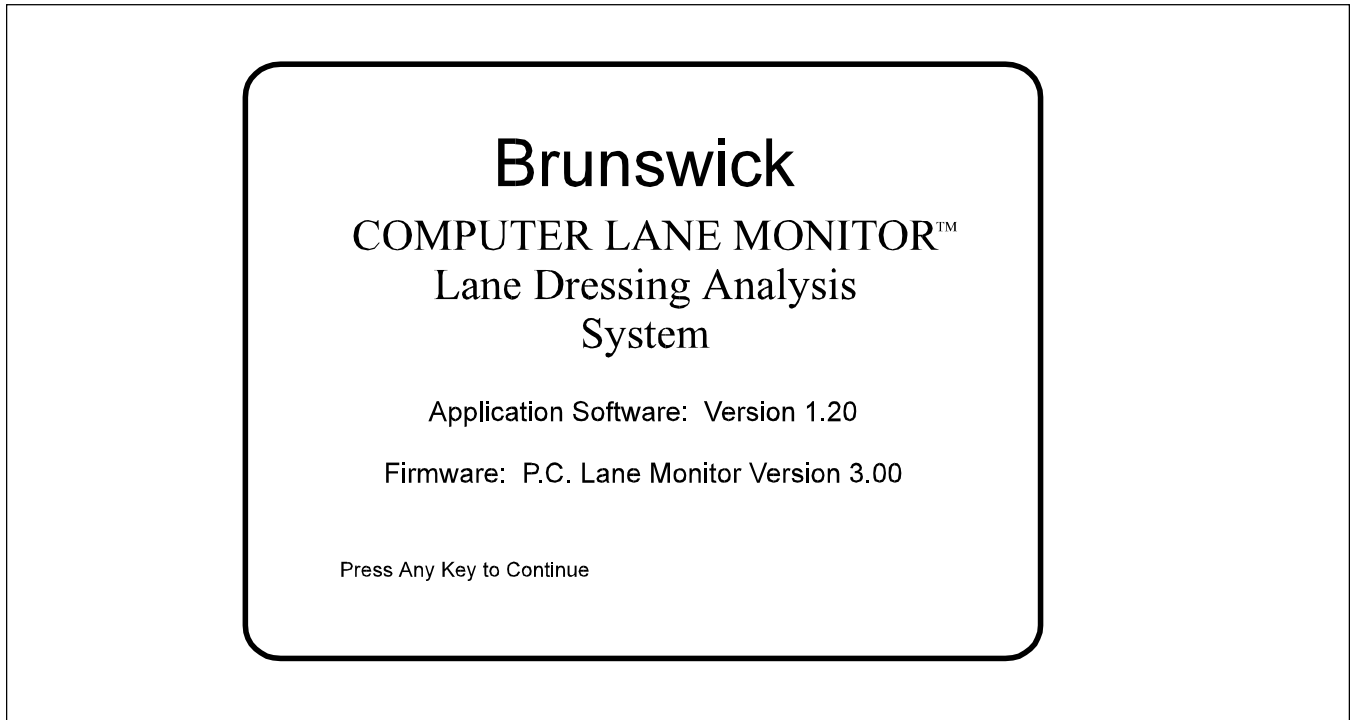 Brunswick
COMPUTER LANE MONITOR™
Lane Dressing Analysis
System
Application Software:  Version 1.20
Firmware:  P.C. Lane Monitor Version 3.00
Press Any Key to Continue